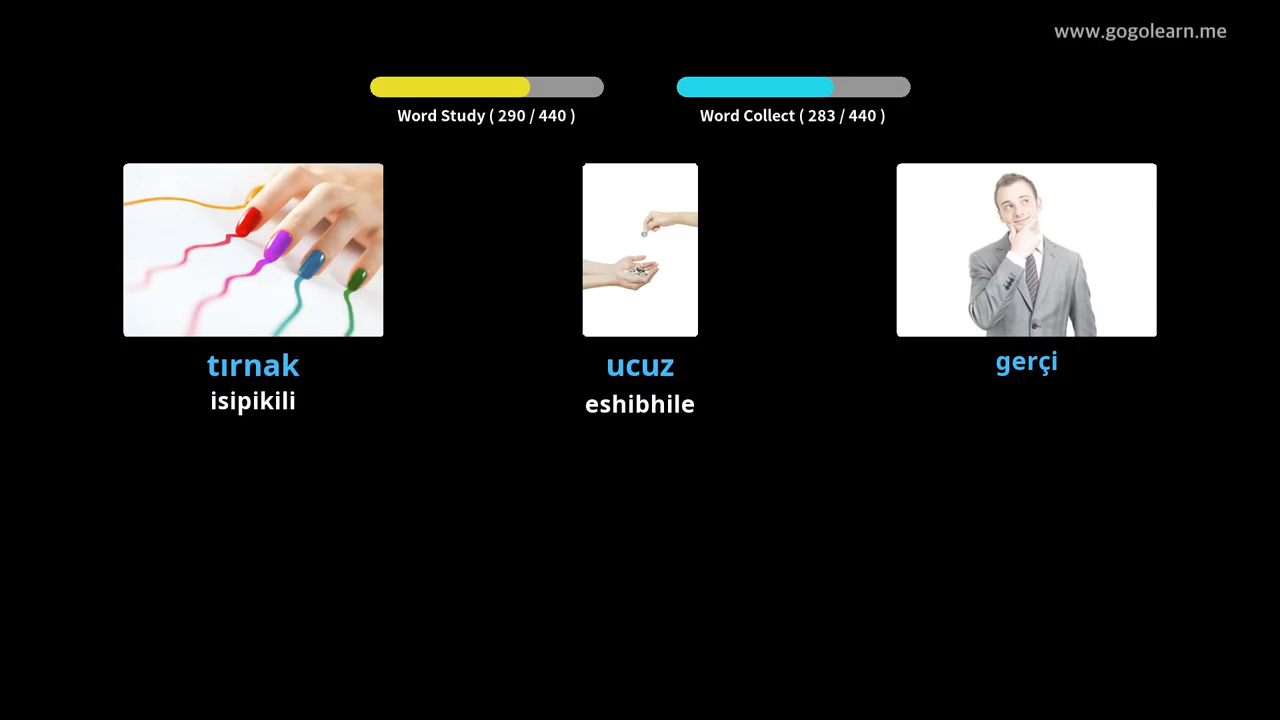 www.gogolearn.me
Word Study ( 290 / 440 )
Word Collect ( 283 / 440 )
tırnak
isipikili
ucuz
eshibhile
gerçi